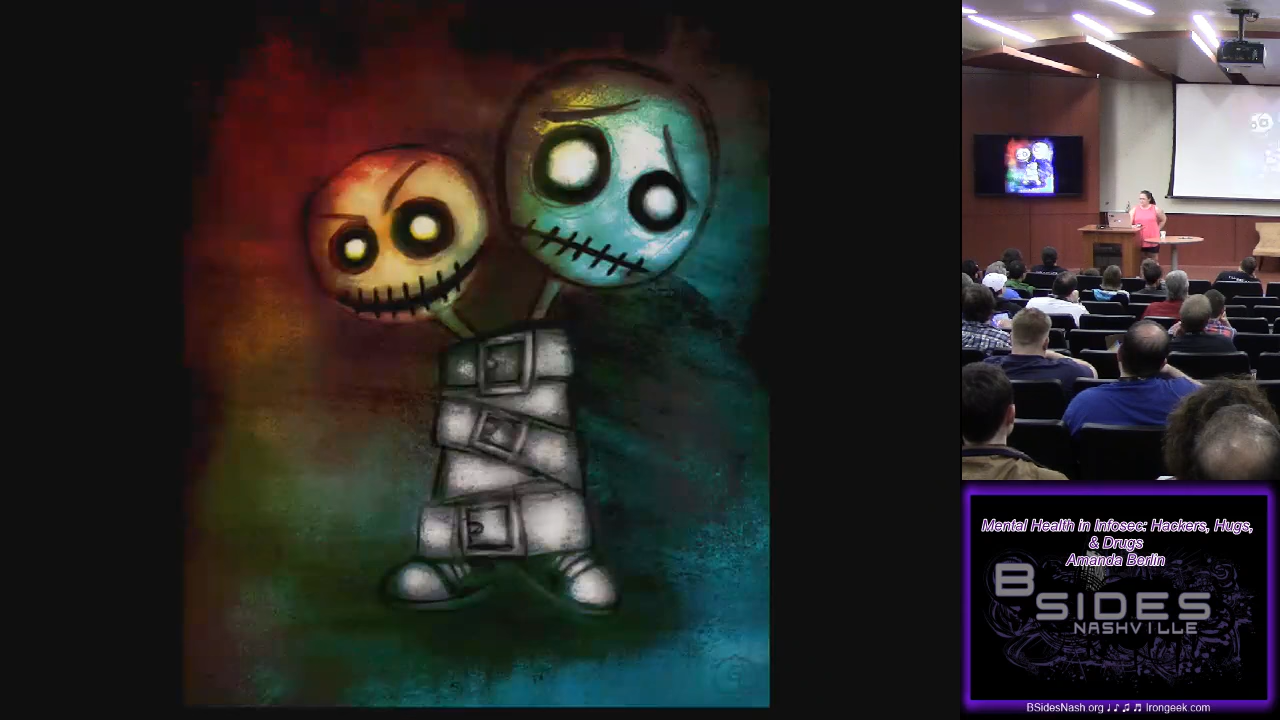 Mental Health in Infosec: Hackers, Hugs,
& Drugs
Amanda Berlin
BSIDES
NASHVILLE
BSidesNash.org ♩ ♪ ♫ ♬ Irongeek.com